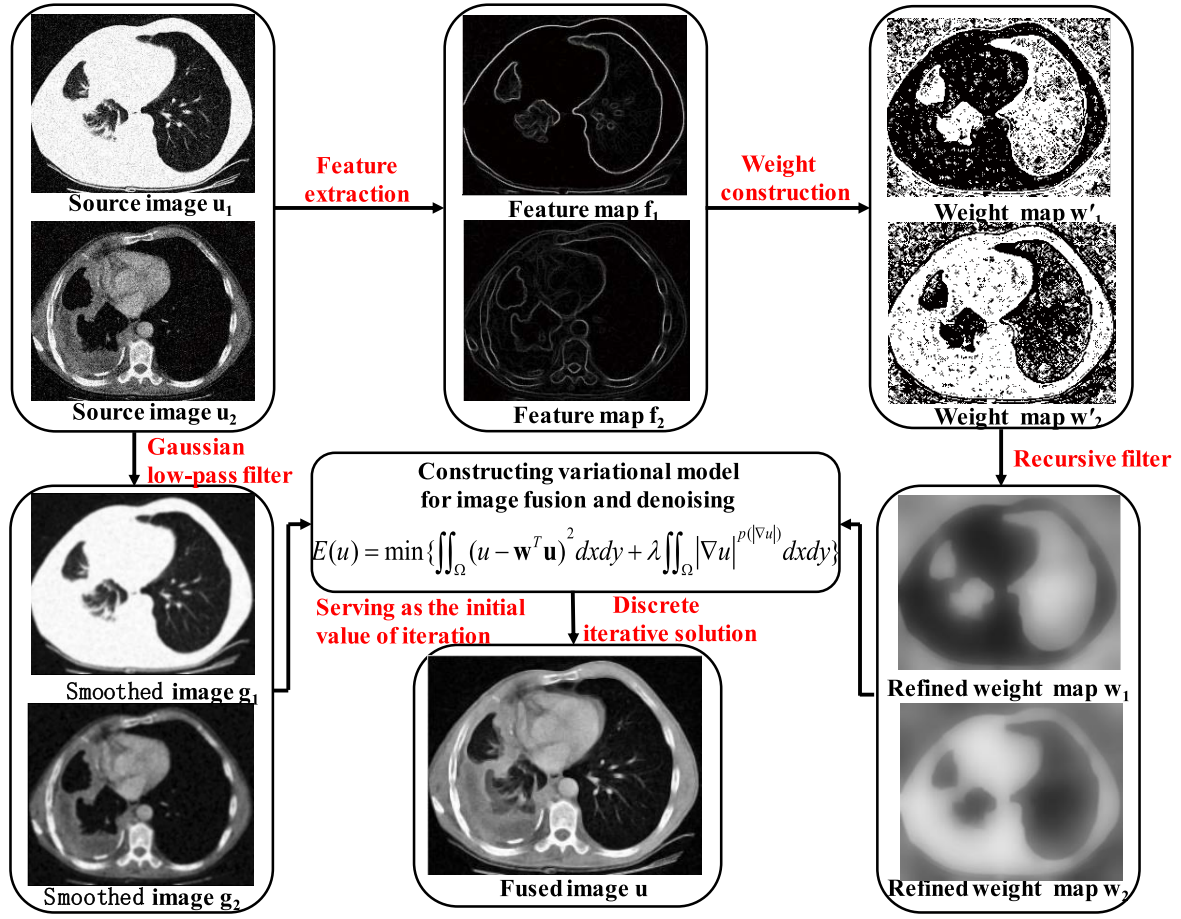 Source image u₁
Feature
extraction
Feature map f₁
Weight
construction
Weight map w'₁
Source image u₂
Feature map f₂
Weight map w'₂
Gaussian
low-pass filter
Recursive filter
Constructing variational model
for image fusion and denoising
E(u) = min{∬_Ω (u − w^T u)² dxdy + λ∬_Ω |∇u|^{p(|∇u|)} dxdy}
Serving as the initial
value of iteration
Discrete
iterative solution
Smoothed image g₁
Refined weight map w₁
Smoothed image g₂
Fused image u
Refined weight map w₂